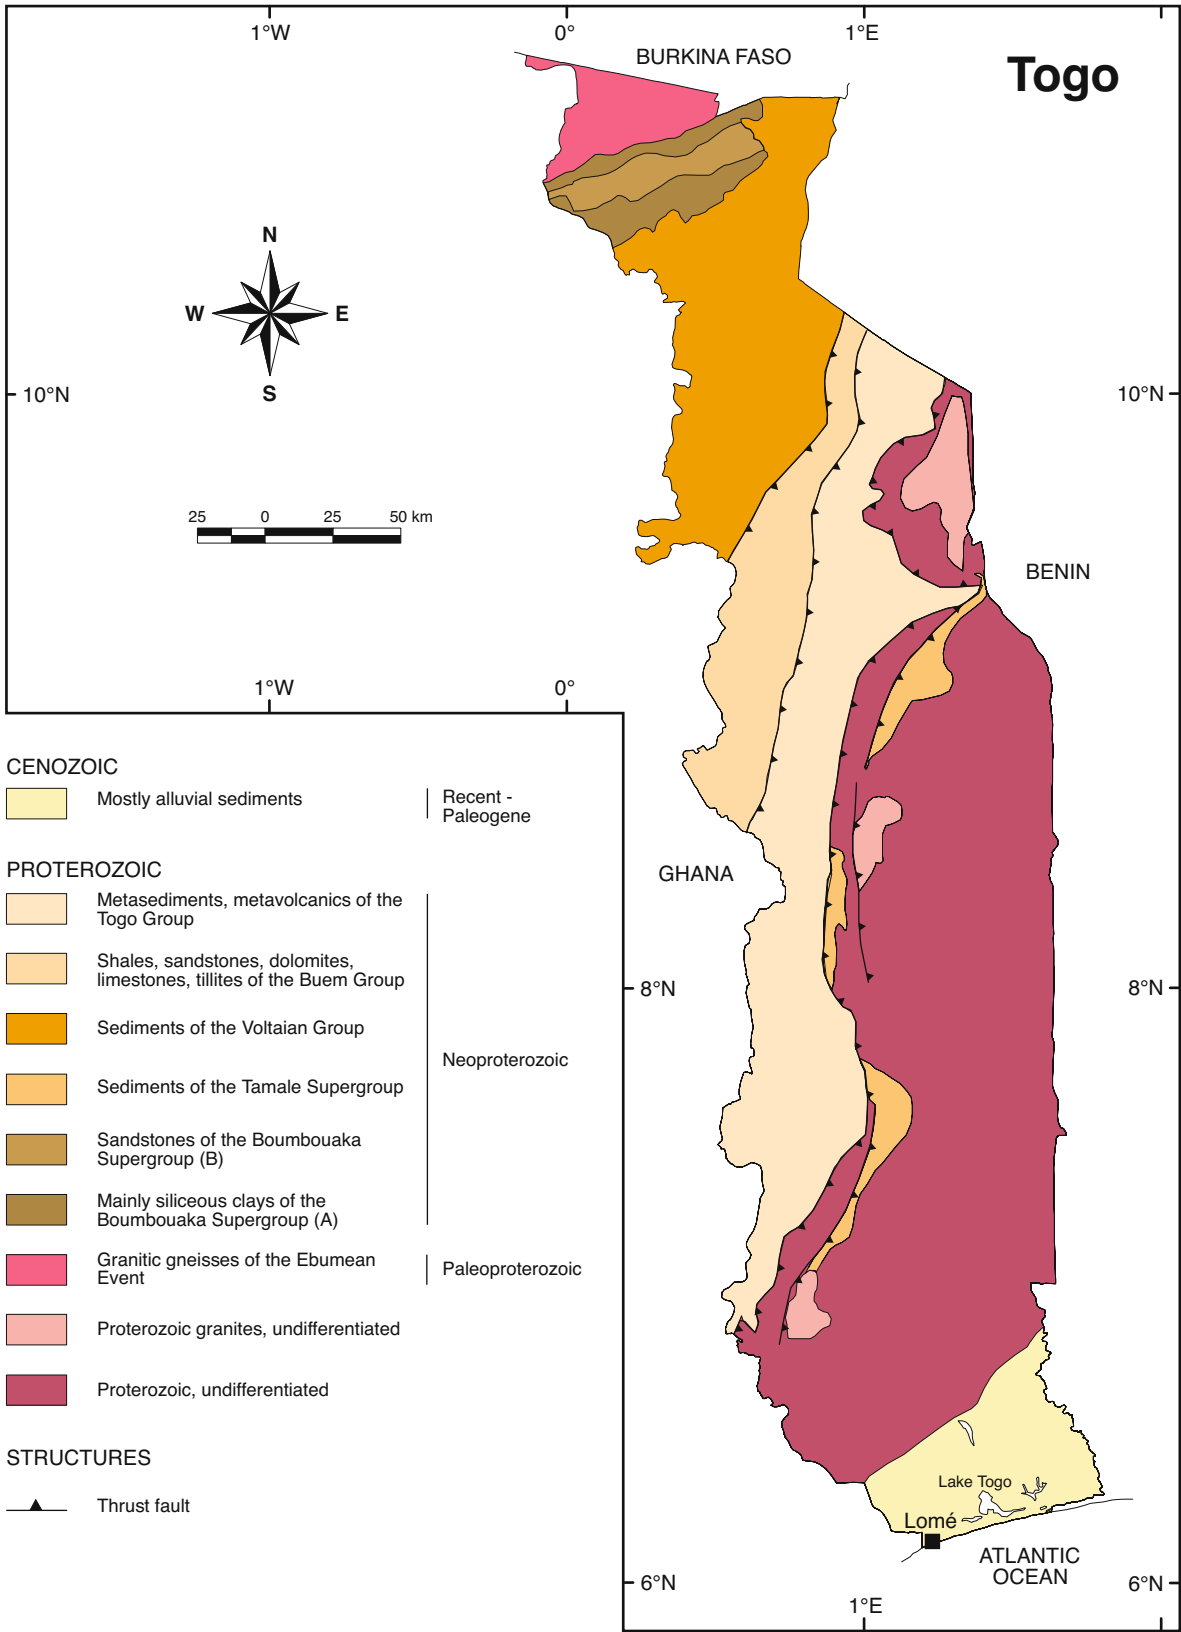 1°W
0°
1°E
BURKINA FASO
Togo
N
W
E
S
10°N
10°N
25
0
25
50 km
BENIN
1°W
0°
CENOZOIC
Mostly alluvial sediments
Recent -
Paleogene
PROTEROZOIC
Metasediments, metavolcanics of the
Togo Group
Shales, sandstones, dolomites,
limestones, tillites of the Buem Group
Sediments of the Voltaian Group
Sediments of the Tamale Supergroup
Sandstones of the Boumbouaka
Supergroup (B)
Mainly siliceous clays of the
Boumbouaka Supergroup (A)
Neoproterozoic
Granitic gneisses of the Ebumean
Event
Paleoproterozoic
Proterozoic granites, undifferentiated
Proterozoic, undifferentiated
STRUCTURES
Thrust fault
GHANA
8°N
8°N
Lake Togo
Lomé
ATLANTIC
OCEAN
6°N
6°N
1°E